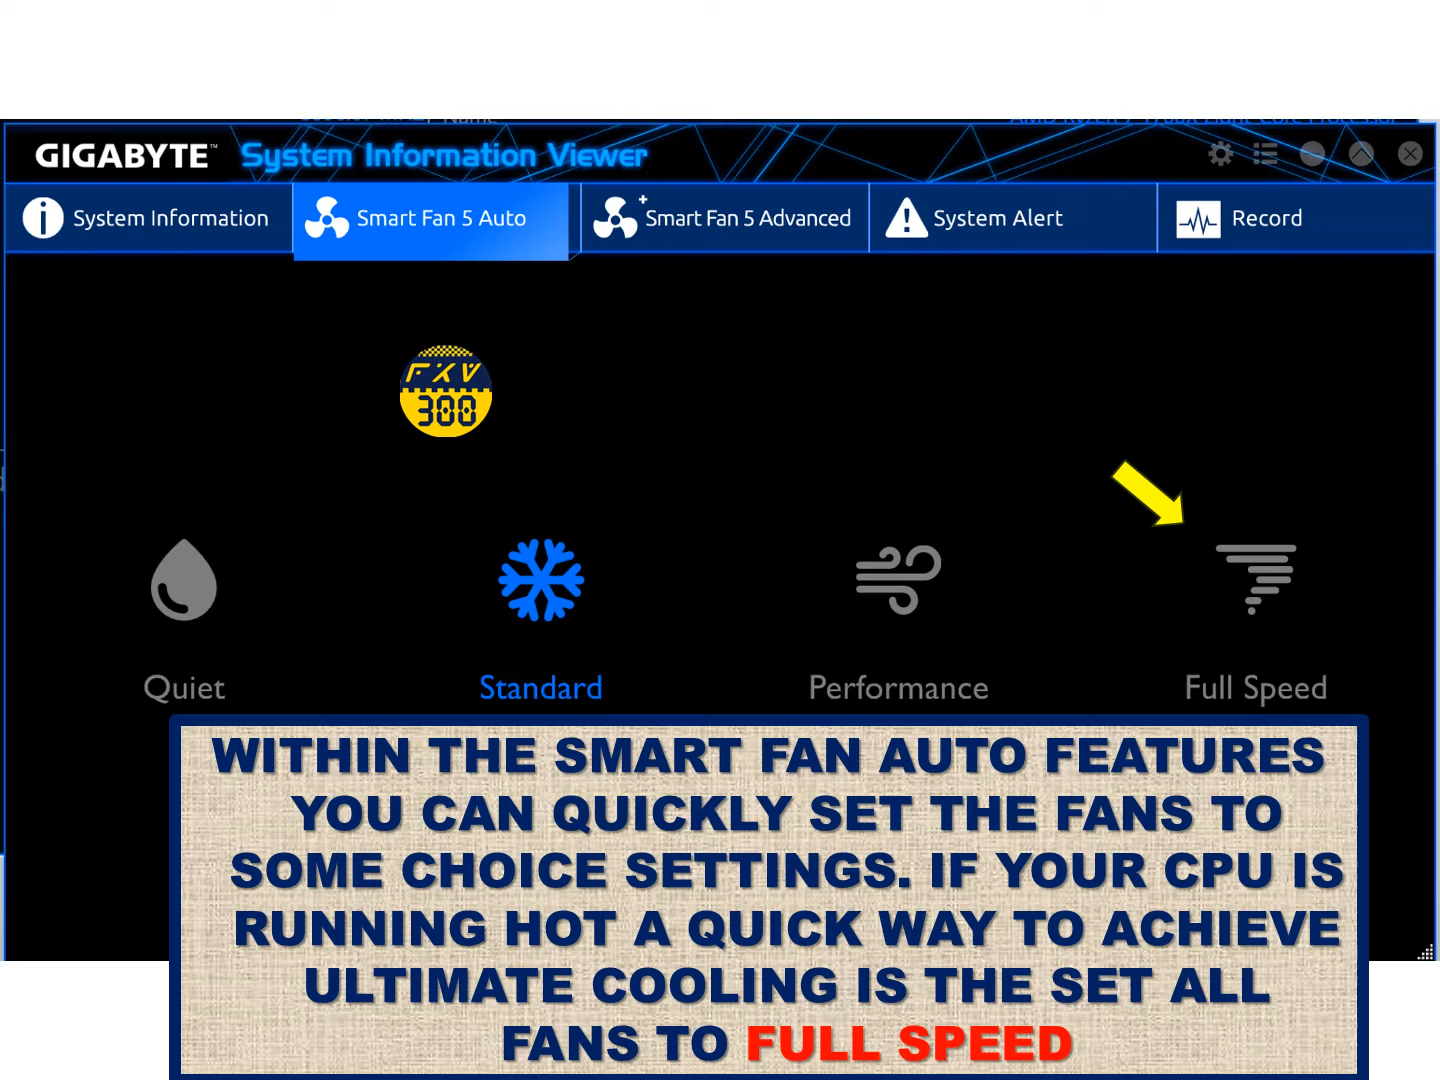 GIGABYTE™ System Information Viewer
System Information
Smart Fan 5 Auto
Smart Fan 5 Advanced
System Alert
Record
FXV
300
Quiet
Standard
Performance
Full Speed
WITHIN THE SMART FAN AUTO FEATURES
YOU CAN QUICKLY SET THE FANS TO
SOME CHOICE SETTINGS. IF YOUR CPU IS
RUNNING HOT A QUICK WAY TO ACHIEVE
ULTIMATE COOLING IS THE SET ALL
FANS TO FULL SPEED